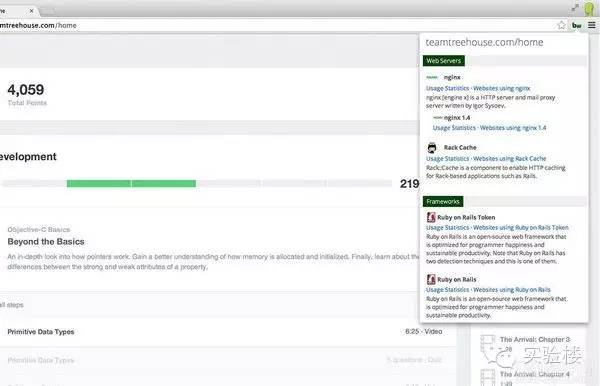 me
amtreehouse.com/home
bw
teamtreehouse.com/home
Web Servers
nginx
Usage Statistics · Websites using nginx
nginx [engine x] is a HTTP server and mail proxy
server written by Igor Sysoev.
nginx 1.4
Usage Statistics · Websites using nginx 1.4
Rack Cache
Usage Statistics · Websites using Rack Cache
Rack::Cache is a component to enable HTTP caching
for Rack-based applications such as Rails.
Frameworks
Ruby on Rails Token
Usage Statistics · Websites using Ruby on Rails Token
Ruby on Rails is an open-source web framework that
is optimized for programmer happiness and
sustainable productivity. Note that Ruby on Rails has
two detection techniques and this is one of them.
Ruby on Rails
Usage Statistics · Websites using Ruby on Rails
Ruby on Rails is an open-source web framework that
is optimized for programmer happiness and
sustainable productivity.
4,059
Total Points
evelopment
219
Objective-C Basics
Beyond the Basics
An in-depth look into how pointers work. Gain a better understanding of how memory is allocated and initialized. Finally, learn about the
differences between the strong and weak attributes of a property.
all steps
Primitive Data Types
6:25 · Video
Primitive Data Types
5 questions · Quiz
The Arrival: Chapter 3
The Arrival: Chapter 4
实验楼